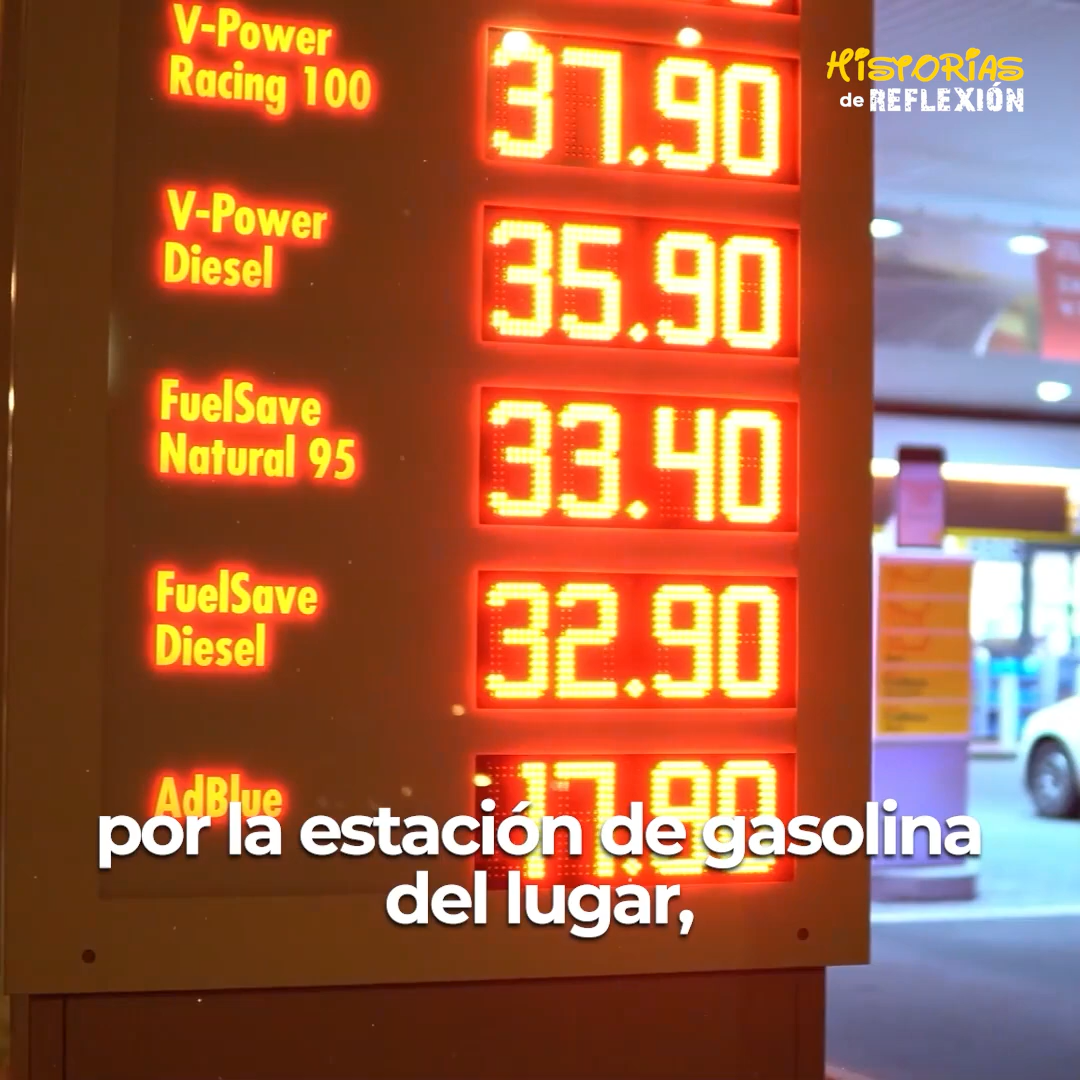 HISTORIAS
de REFLEXIÓN
V-Power
Racing 100
37.90
V-Power
Diesel
35.90
FuelSave
Natural 95
33.40
FuelSave
Diesel
32.90
AdBlue
17.90
por la estación de gasolina
del lugar,